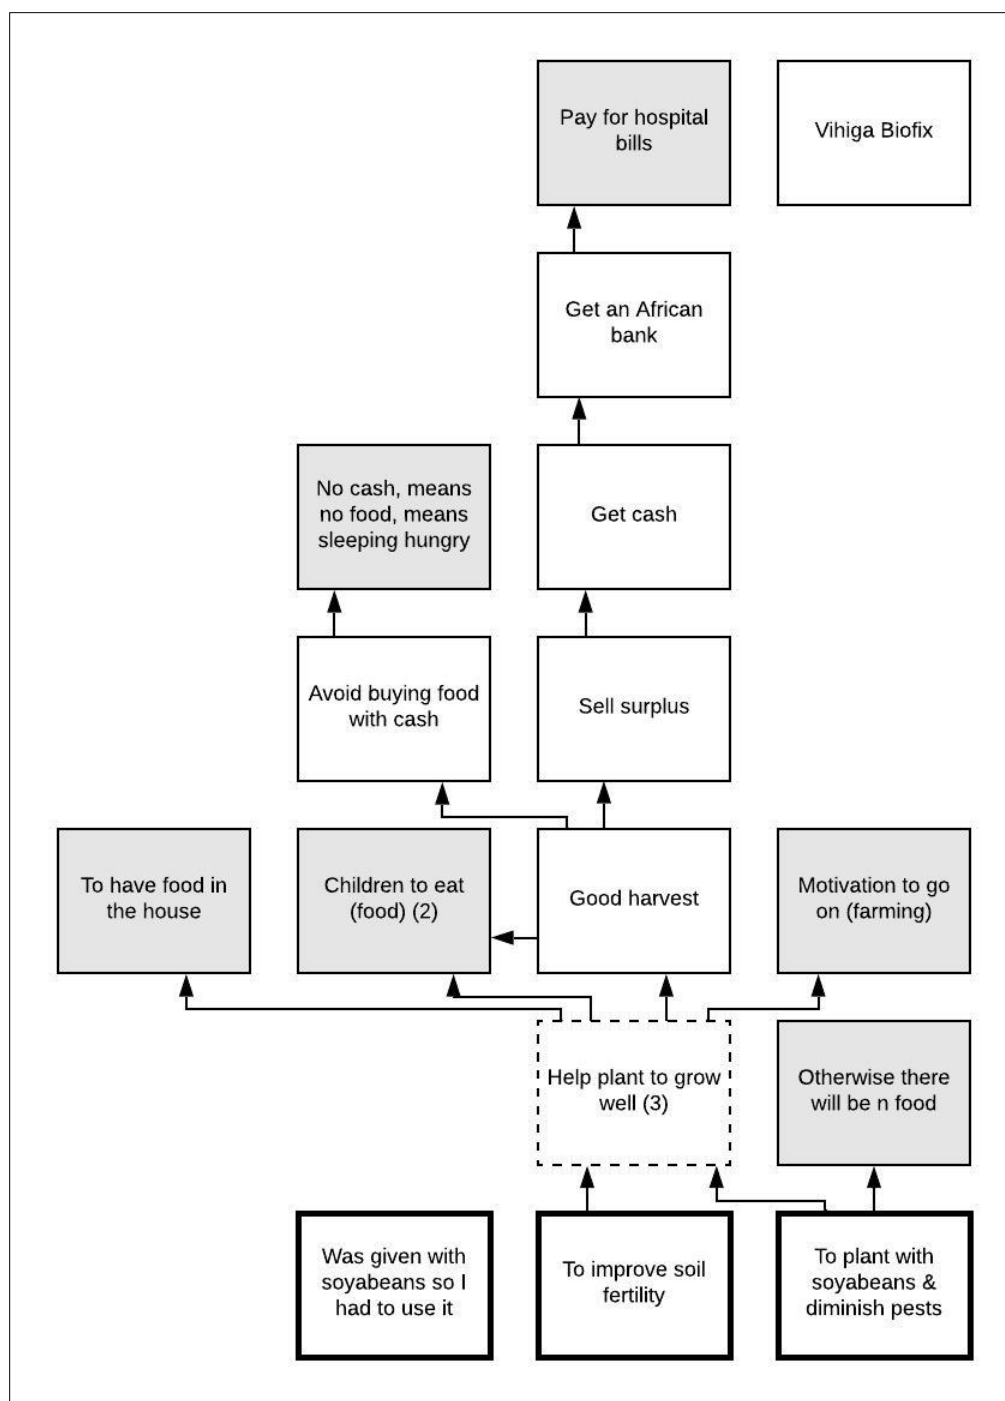 Pay for hospital
bills
Vihiga Biofix
Get an African
bank
No cash, means
no food, means
sleeping hungry
Get cash
Avoid buying food
with cash
Sell surplus
To have food in
the house
Children to eat
(food) (2)
Good harvest
Motivation to go
on (farming)
Help plant to grow
well (3)
Otherwise there
will be n food
Was given with
soyabeans so I
had to use it
To improve soil
fertility
To plant with
soyabeans &
diminish pests